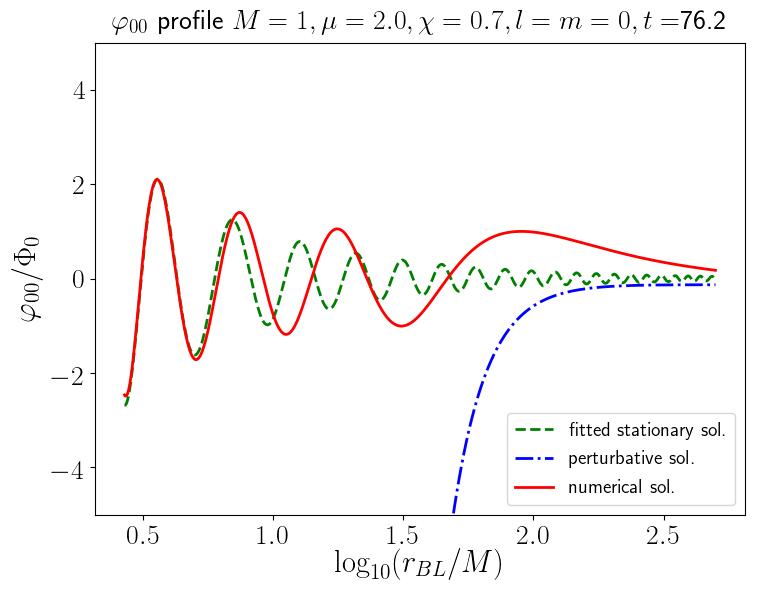 φ₀₀ profile M = 1, μ = 2.0, χ = 0.7, l = m = 0, t =76.2
φ₀₀/Φ₀
4
2
0
−2
−4
fitted stationary sol.
perturbative sol.
numerical sol.
0.5 1.0 1.5 2.0 2.5
log₁₀(r_BL/M)